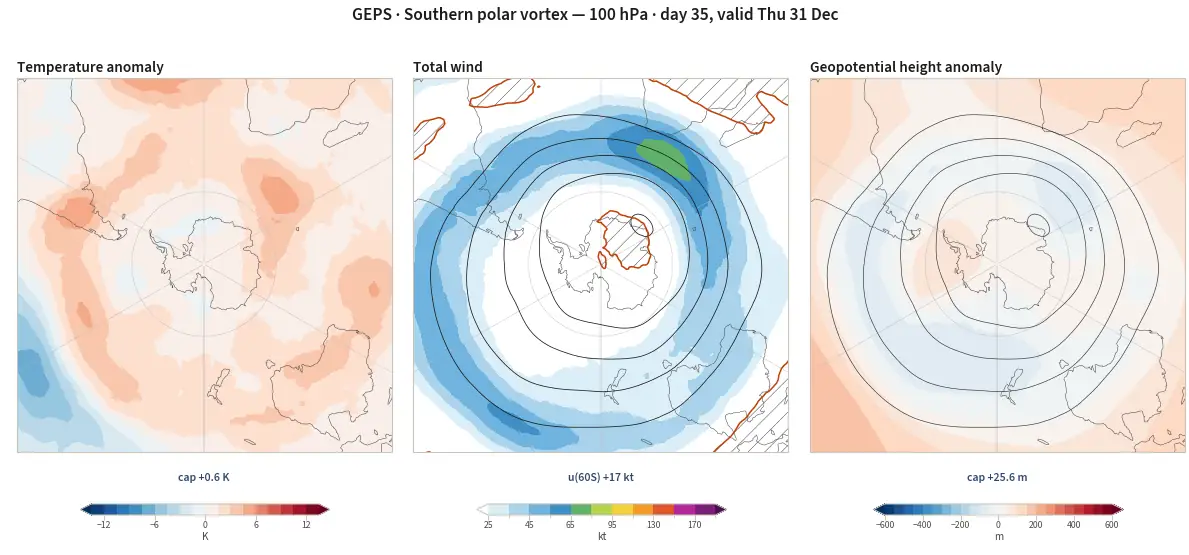 GEPS · Southern polar vortex — 100 hPa · day 35, valid Thu 31 Dec
Temperature anomaly
Total wind
Geopotential height anomaly
cap +0.6 K
u(60S) +17 kt
cap +25.6 m
−12 −6 0 6 12
K
25 45 65 95 130 170
kt
−600 −400 −200 0 200 400 600
m